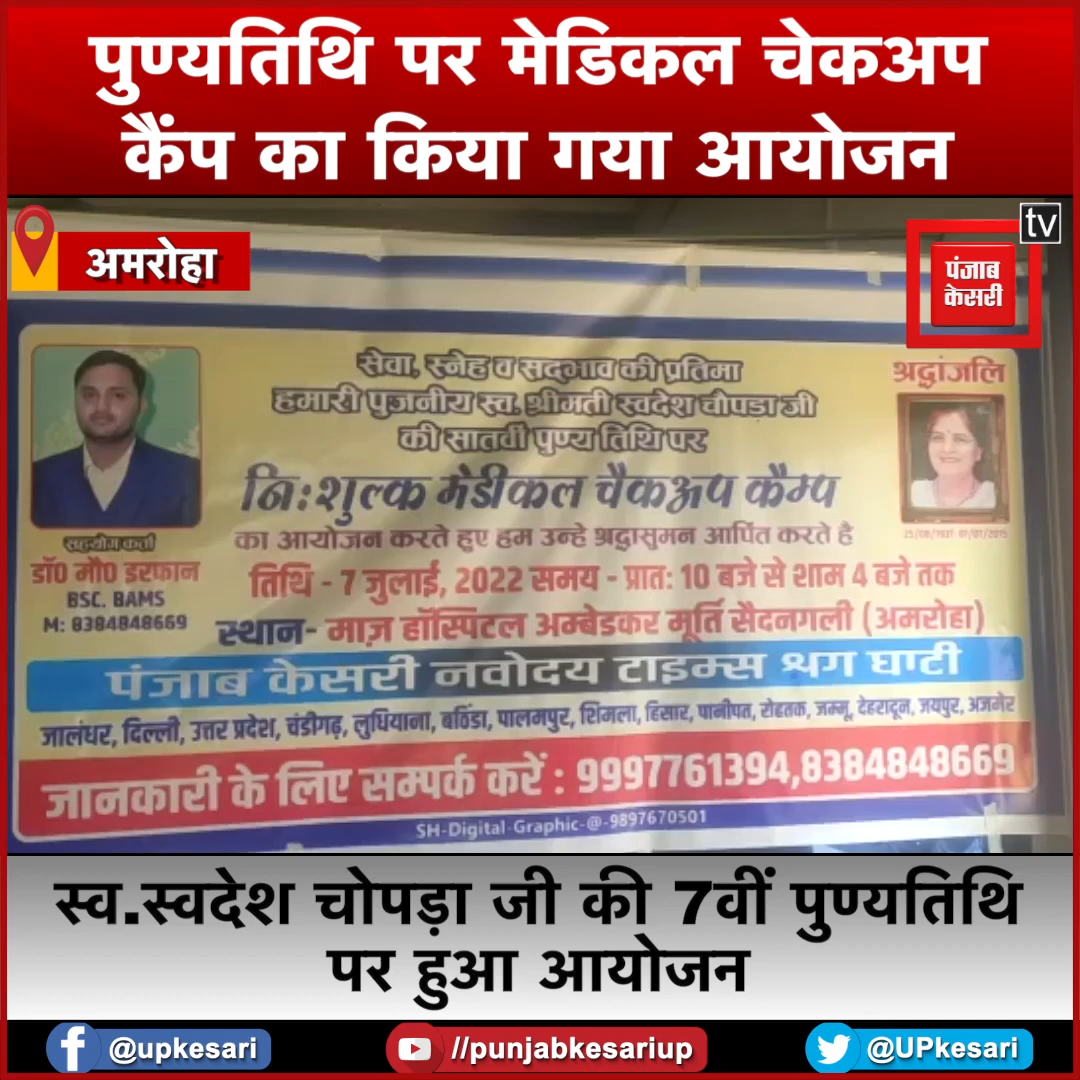 पुण्यतिथि पर मेडिकल चेकअप
कैंप का किया गया आयोजन
अमरोहा
tv
पंजाब
केसरी
सेवा, स्नेह व सद्भाव की प्रतिमा
हमारी पुजनीय स्व. श्रीमती स्वदेश चौपडा जी
की सातवी पुण्य तिथि पर
नि:शुल्क मेडीकल चैकअप कैम्प
का आयोजन करते हुए हम उन्हे श्रद्धासुमन आर्पित करते है
श्रद्धांजलि
सहयोग कर्ता
डॉ0 मौ0 इरफान
BSC. BAMS
M: 8384848669
तिथि - 7 जुलाई, 2022 समय - प्रात: 10 बजे से शाम 4 बजे तक
स्थान- माज़ हॉस्पिटल अम्बेडकर मूर्ति सैदनगली (अमरोहा)
पंजाब केसरी नवोदय टाइम्स श्रग घाटी
जालंधर, दिल्ली, उत्तर प्रदेश, चंडीगढ़, लुधियाना, बठिंडा, पालमपुर, शिमला, हिसार, पानीपत, रोहतक, जम्मू, देहरादून, जयपुर, अजमेर
जानकारी के लिए सम्पर्क करें : 9997761394,8384848669
SH-Digital-Graphic-@-9897670501
स्व.स्वदेश चोपड़ा जी की 7वीं पुण्यतिथि
पर हुआ आयोजन
@upkesari
//punjabkesariup
@UPkesari